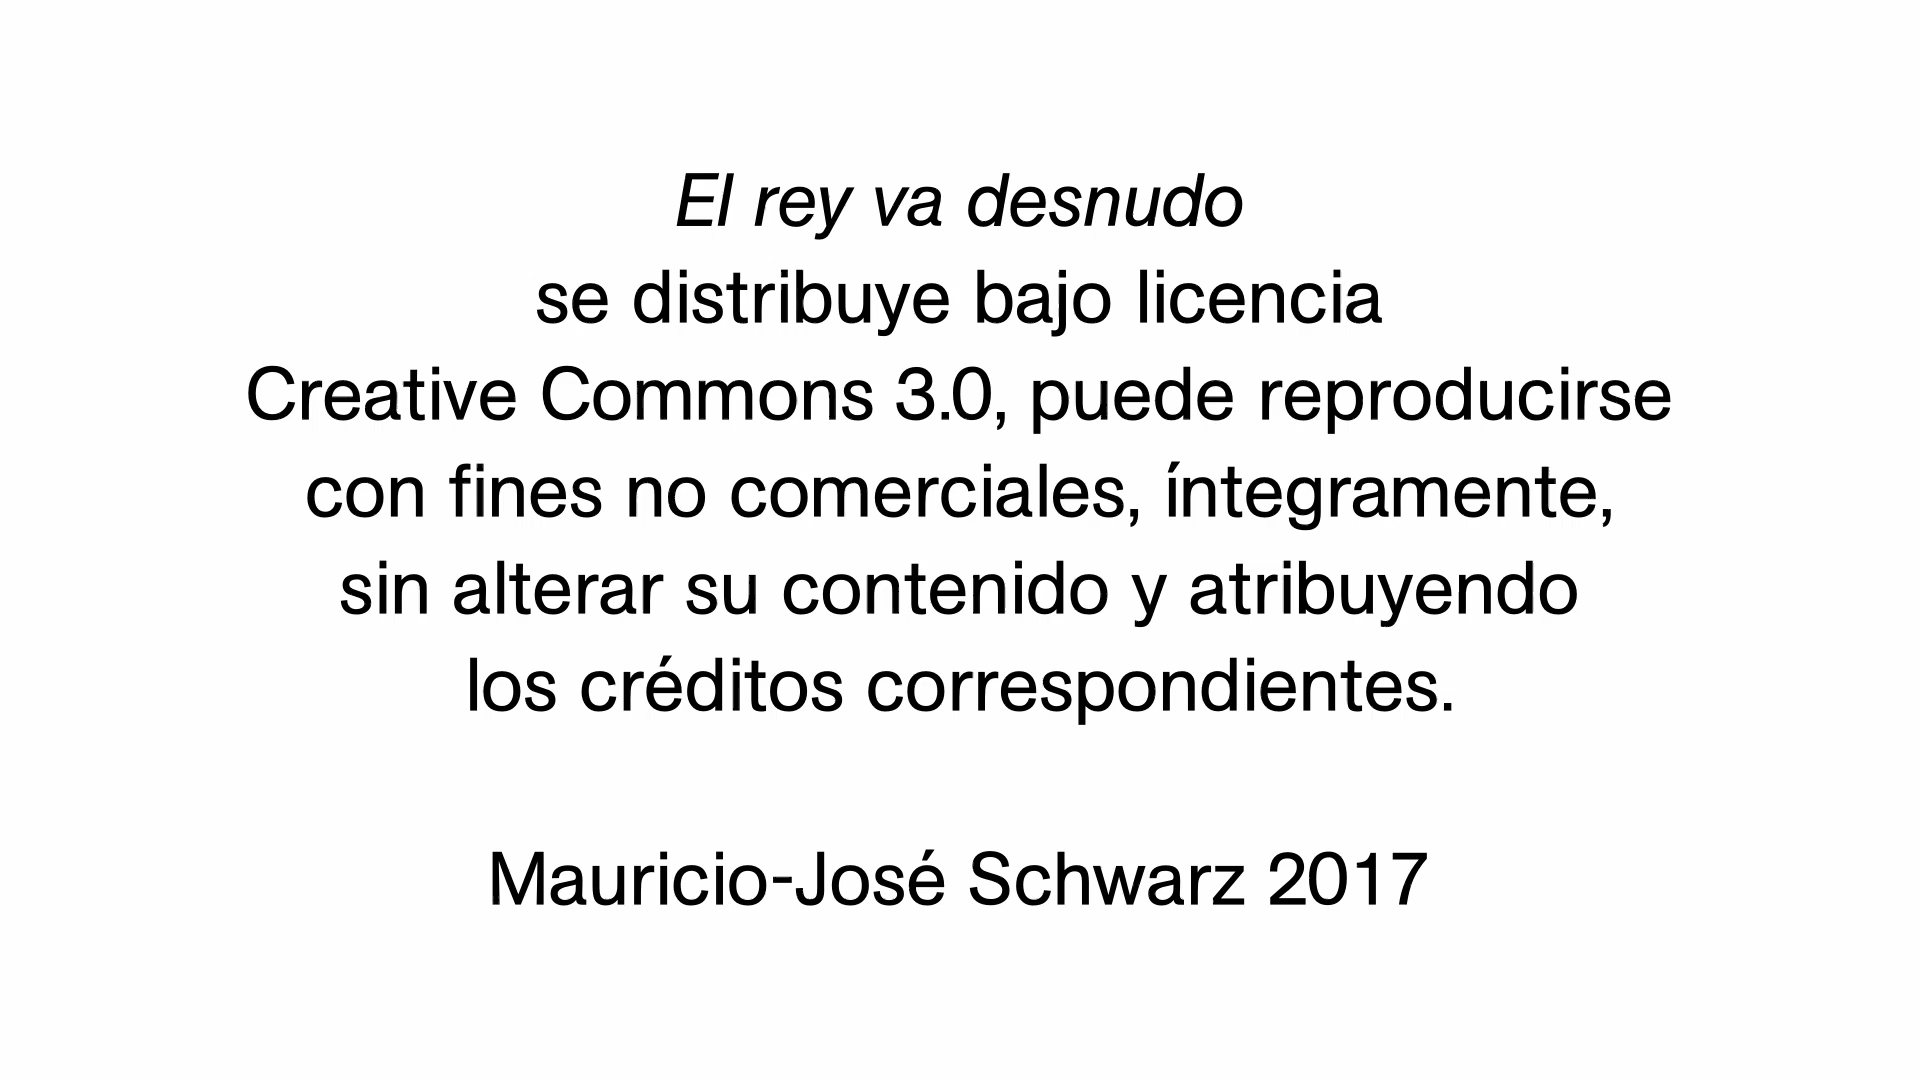 El rey va desnudo
se distribuye bajo licencia
Creative Commons 3.0, puede reproducirse
con fines no comerciales, íntegramente,
sin alterar su contenido y atribuyendo
los créditos correspondientes.
Mauricio-José Schwarz 2017